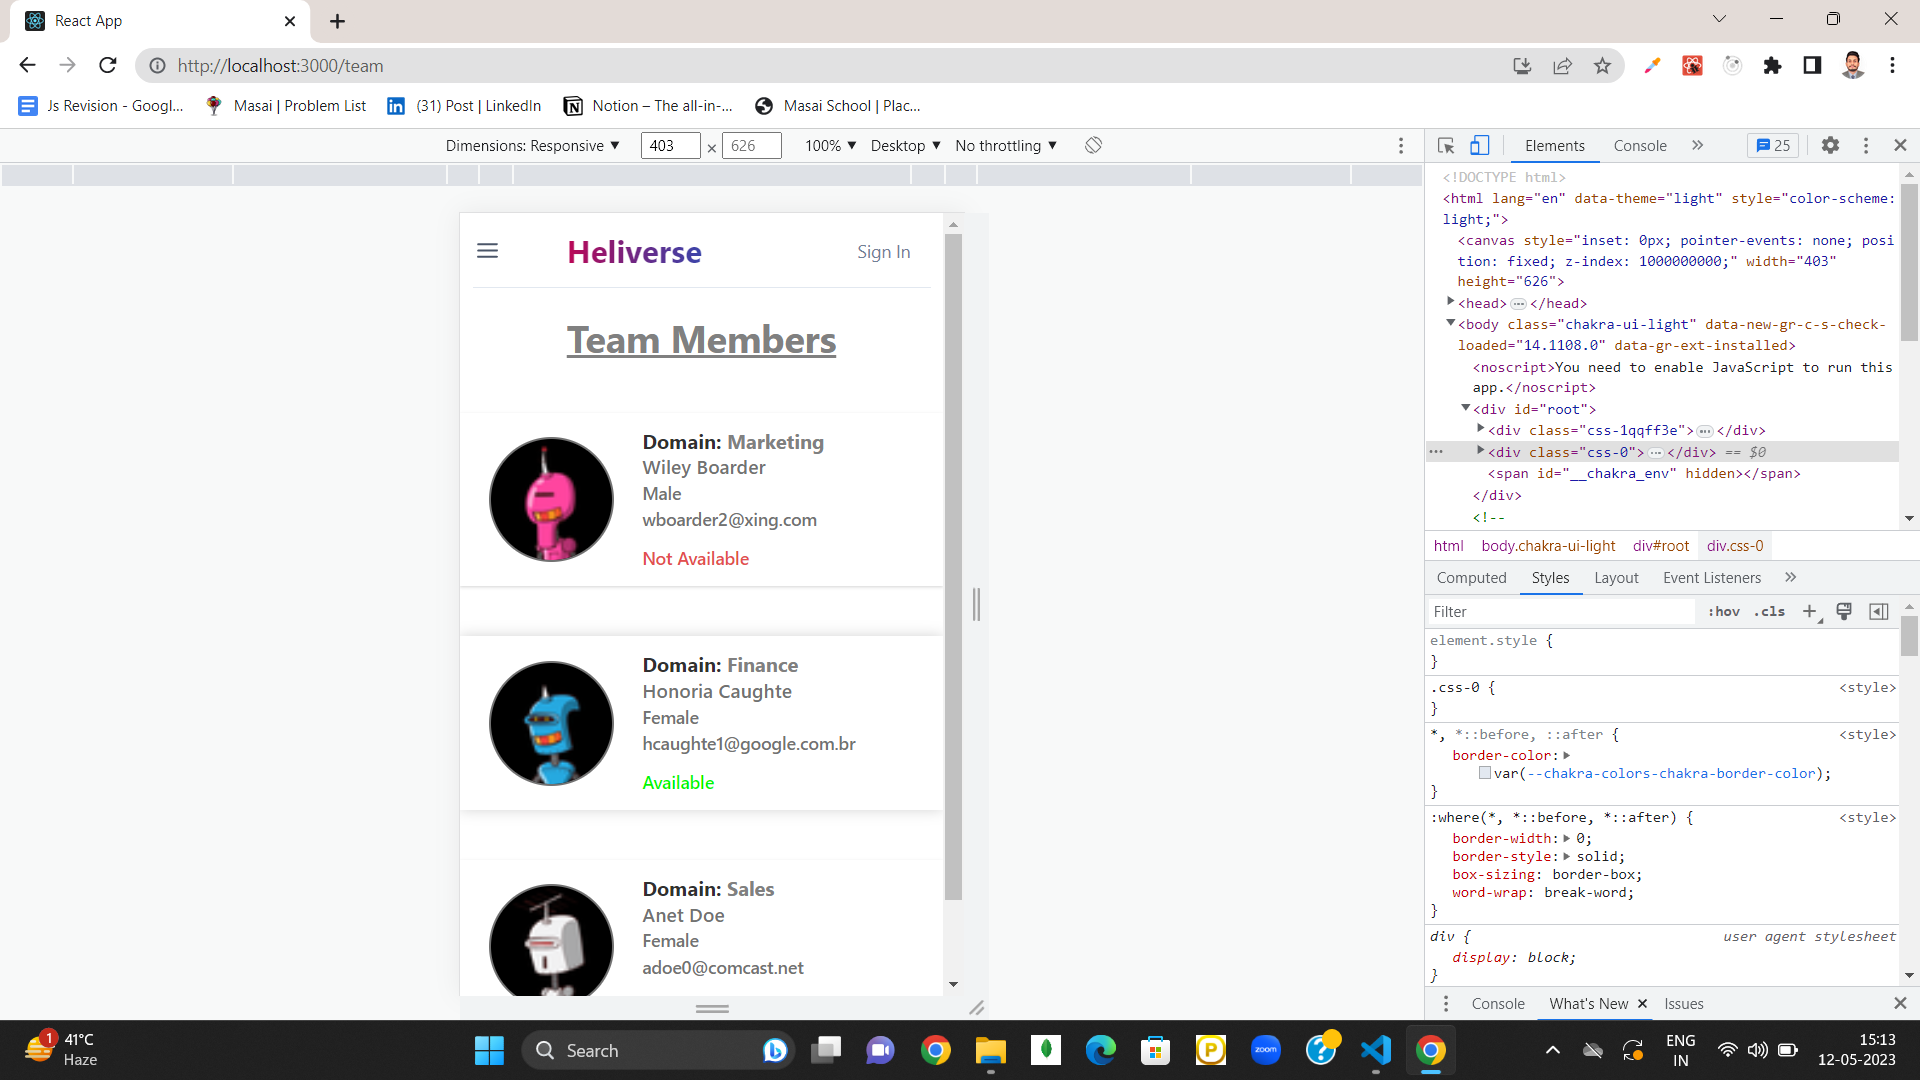 React App
http://localhost:3000/team
Js Revision - Googl...
Masai | Problem List
(31) Post | LinkedIn
Notion – The all-in-...
Masai School | Plac...
Dimensions: Responsive
403 × 626
100%
Desktop
No throttling
Elements
Console
25
Heliverse
Sign In
Team Members
Domain: Marketing
Wiley Boarder
Male
wboarder2@xing.com
Not Available
Domain: Finance
Honoria Caughte
Female
hcaughte1@google.com.br
Available
Domain: Sales
Anet Doe
Female
adoe0@comcast.net
<!DOCTYPE html>
<html lang="en" data-theme="light" style="color-scheme:
light;">
<canvas style="inset: 0px; pointer-events: none; posi
tion: fixed; z-index: 1000000000;" width="403"
height="626">
<head>…</head>
<body class="chakra-ui-light" data-new-gr-c-s-check-
loaded="14.1108.0" data-gr-ext-installed>
<noscript>You need to enable JavaScript to run this
app.</noscript>
<div id="root">
<div class="css-1qqff3e">…</div>
<div class="css-0">…</div> == $0
<span id="__chakra_env" hidden></span>
</div>
<!--
html
body.chakra-ui-light
div#root
div.css-0
Computed
Styles
Layout
Event Listeners
Filter
:hov
.cls
element.style {
}
.css-0 {
<style>
}
*, *::before, ::after {
<style>
border-color:
var(--chakra-colors-chakra-border-color);
}
:where(*, *::before, *::after) {
<style>
border-width: 0;
border-style: solid;
box-sizing: border-box;
word-wrap: break-word;
}
div {
user agent stylesheet
display: block;
}
Console
What's New
Issues
1
41°C
Haze
Search
zoom
ENG
IN
15:13
12-05-2023